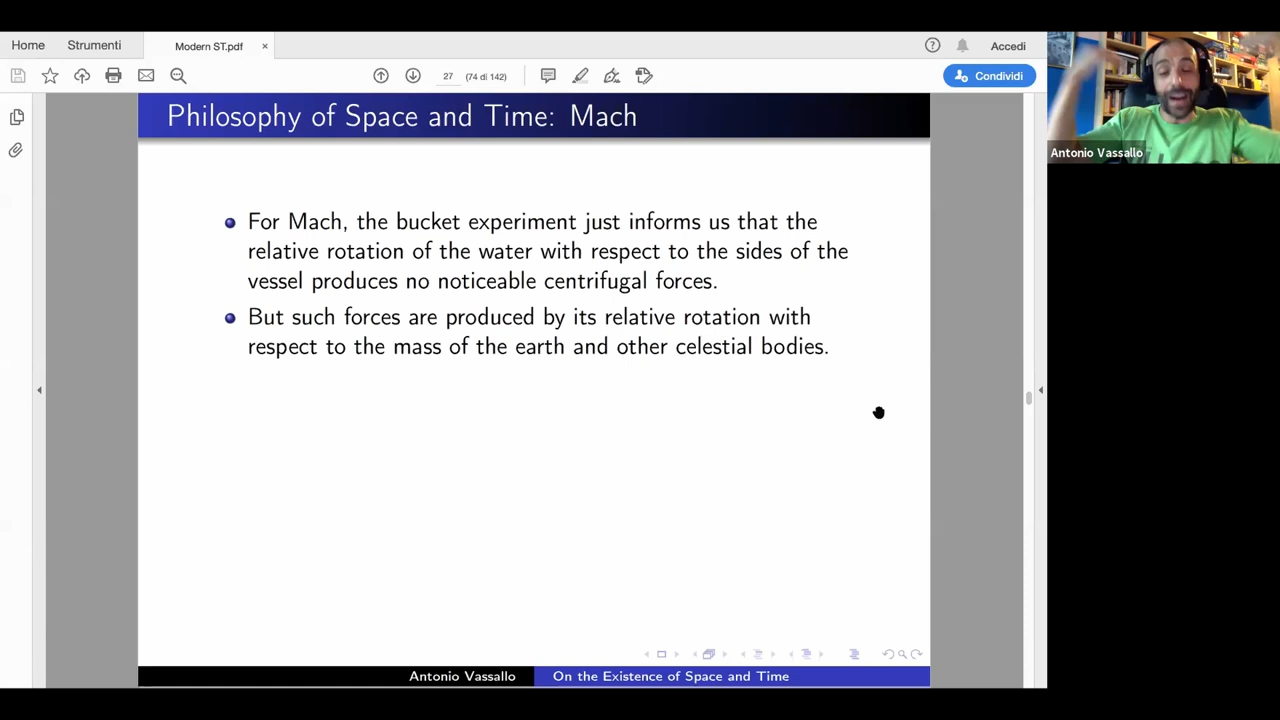 Home
Strumenti
Modern ST.pdf
×
?
Accedi
27
(74 di 142)
Condividi
Philosophy of Space and Time: Mach
For Mach, the bucket experiment just informs us that the
relative rotation of the water with respect to the sides of the
vessel produces no noticeable centrifugal forces.
But such forces are produced by its relative rotation with
respect to the mass of the earth and other celestial bodies.
Antonio Vassallo
On the Existence of Space and Time
Antonio Vassallo